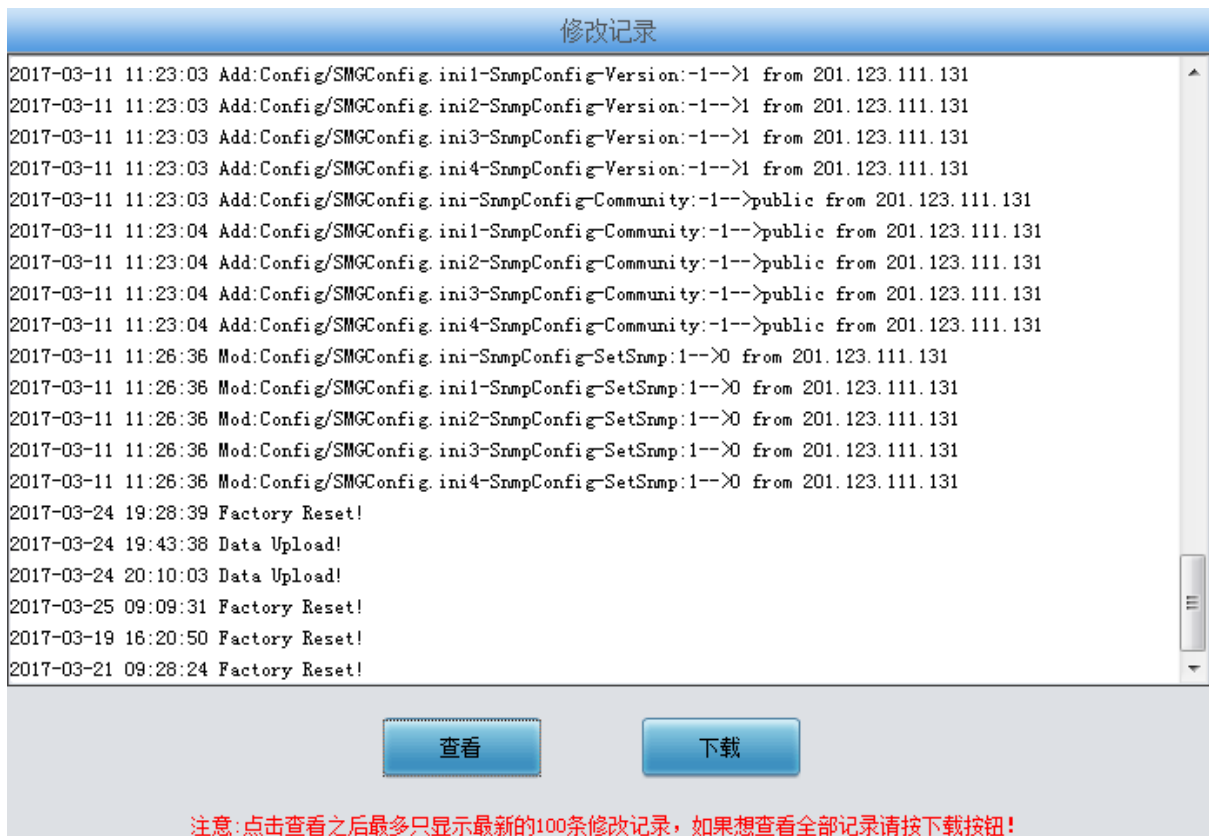 修改记录
2017-03-11 11:23:03 Add:Config/SMGConfig.ini1-SnmpConfig-Version:-1-->1 from 201.123.111.131
2017-03-11 11:23:03 Add:Config/SMGConfig.ini2-SnmpConfig-Version:-1-->1 from 201.123.111.131
2017-03-11 11:23:03 Add:Config/SMGConfig.ini3-SnmpConfig-Version:-1-->1 from 201.123.111.131
2017-03-11 11:23:03 Add:Config/SMGConfig.ini4-SnmpConfig-Version:-1-->1 from 201.123.111.131
2017-03-11 11:23:03 Add:Config/SMGConfig.ini-SnmpConfig-Community:-1-->public from 201.123.111.131
2017-03-11 11:23:04 Add:Config/SMGConfig.ini1-SnmpConfig-Community:-1-->public from 201.123.111.131
2017-03-11 11:23:04 Add:Config/SMGConfig.ini2-SnmpConfig-Community:-1-->public from 201.123.111.131
2017-03-11 11:23:04 Add:Config/SMGConfig.ini3-SnmpConfig-Community:-1-->public from 201.123.111.131
2017-03-11 11:23:04 Add:Config/SMGConfig.ini4-SnmpConfig-Community:-1-->public from 201.123.111.131
2017-03-11 11:26:36 Mod:Config/SMGConfig.ini-SnmpConfig-SetSnmp:1-->0 from 201.123.111.131
2017-03-11 11:26:36 Mod:Config/SMGConfig.ini1-SnmpConfig-SetSnmp:1-->0 from 201.123.111.131
2017-03-11 11:26:36 Mod:Config/SMGConfig.ini2-SnmpConfig-SetSnmp:1-->0 from 201.123.111.131
2017-03-11 11:26:36 Mod:Config/SMGConfig.ini3-SnmpConfig-SetSnmp:1-->0 from 201.123.111.131
2017-03-11 11:26:36 Mod:Config/SMGConfig.ini4-SnmpConfig-SetSnmp:1-->0 from 201.123.111.131
2017-03-24 19:28:39 Factory Reset!
2017-03-24 19:43:38 Data Upload!
2017-03-24 20:10:03 Data Upload!
2017-03-25 09:09:31 Factory Reset!
2017-03-19 16:20:50 Factory Reset!
2017-03-21 09:28:24 Factory Reset!
查看 下载
注意:点击查看之后最多只显示最新的100条修改记录，如果想查看全部记录请按下载按钮！